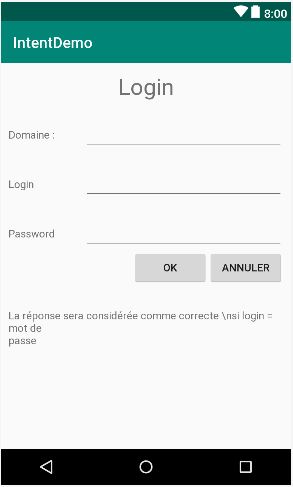 8:00
IntentDemo
Login
Domaine :
Login
Password
OK ANNULER
La réponse sera considérée comme correcte \nsi login =
mot de
passe